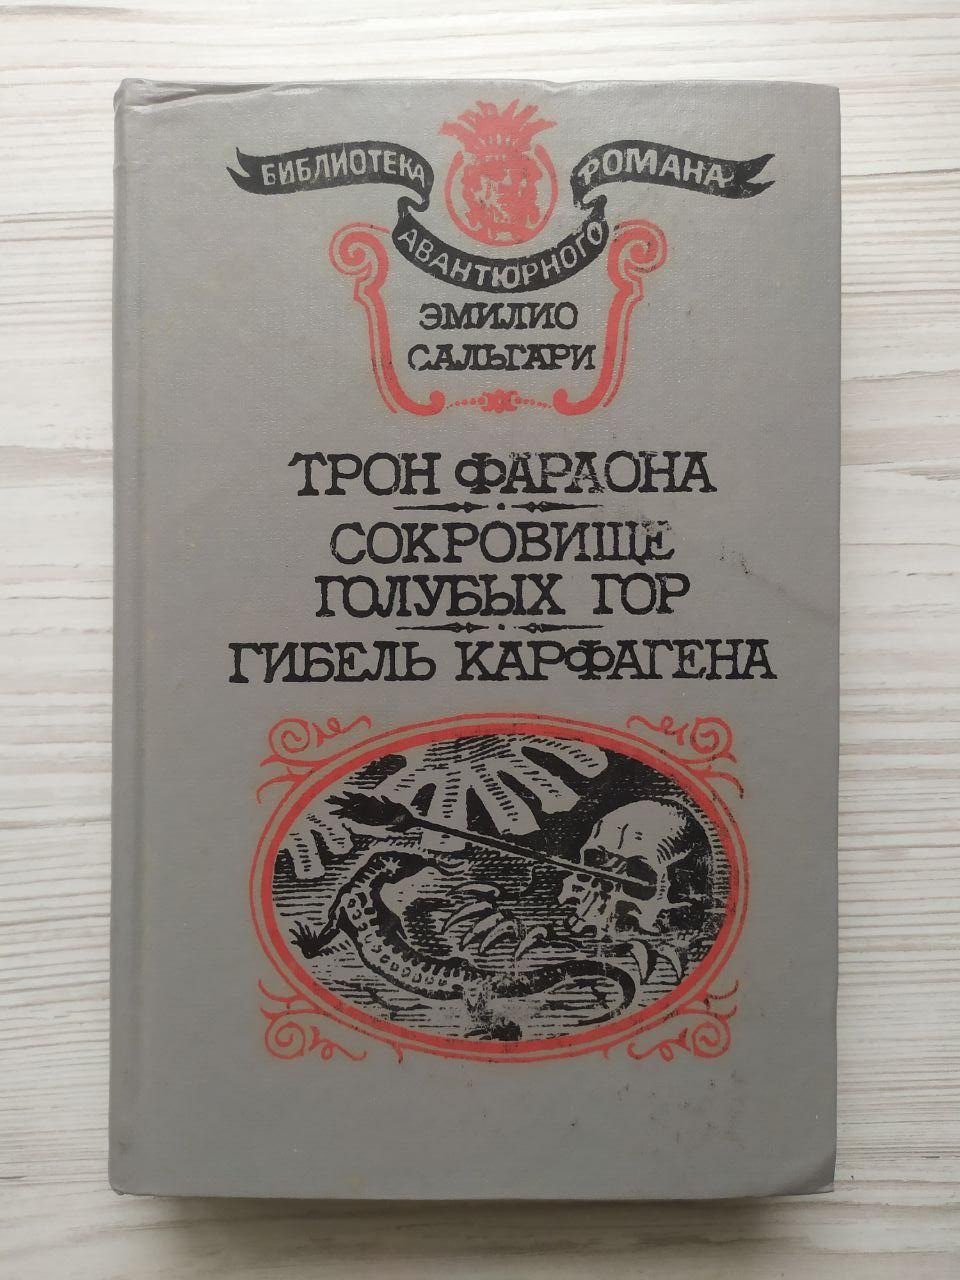 БИБЛИОТЕКА
АВАНТЮРНОГО
РОМАНА
ЭМИЛИО
САЛЬГАРИ
ТРОН ФАРАОНА
СОКРОВИЩЕ
ГОЛУБЫХ ГОР
ГИБЕЛЬ КАРФАГЕНА